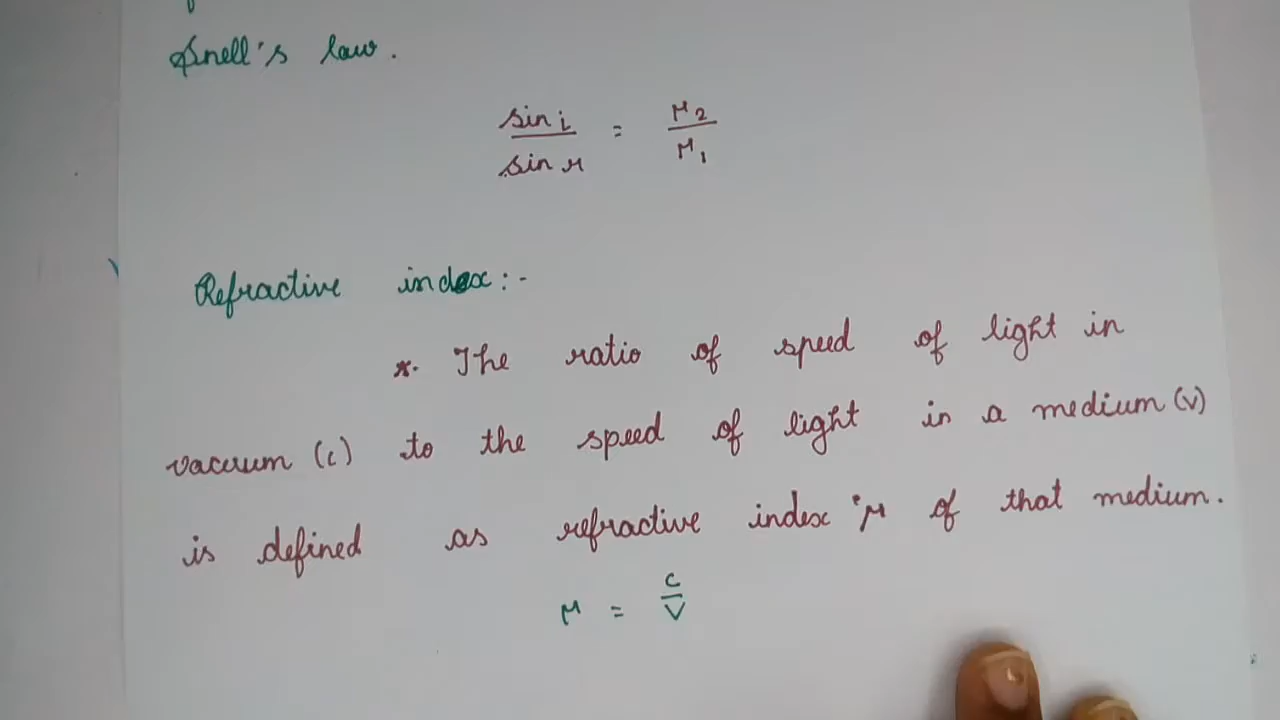 Snell's law.
sin i / sin r = μ2 / μ1
Refractive index:-
*. The ratio of speed of light in
vacuum (c) to the speed of light in a medium (v)
is defined as refractive index 'μ of that medium.
μ = c / v